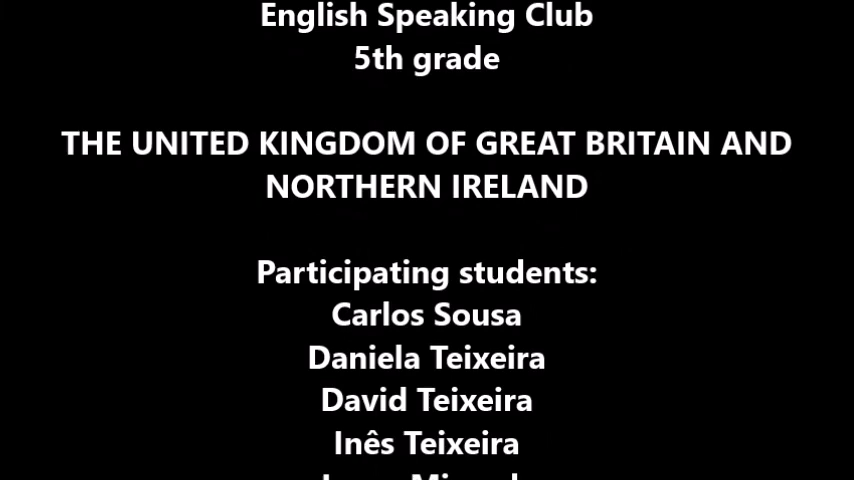 English Speaking Club
5th grade
THE UNITED KINGDOM OF GREAT BRITAIN AND
NORTHERN IRELAND
Participating students:
Carlos Sousa
Daniela Teixeira
David Teixeira
Inês Teixeira